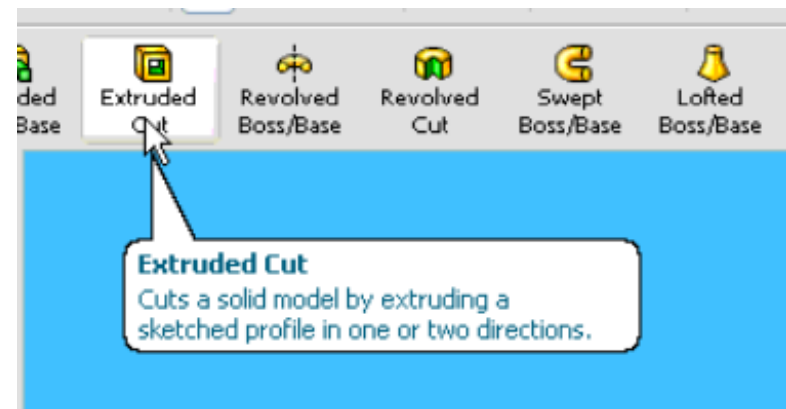 ded Extruded Revolved Revolved Swept Lofted
Base Cut Boss/Base Cut Boss/Base Boss/Base
Extruded Cut
Cuts a solid model by extruding a
sketched profile in one or two directions.